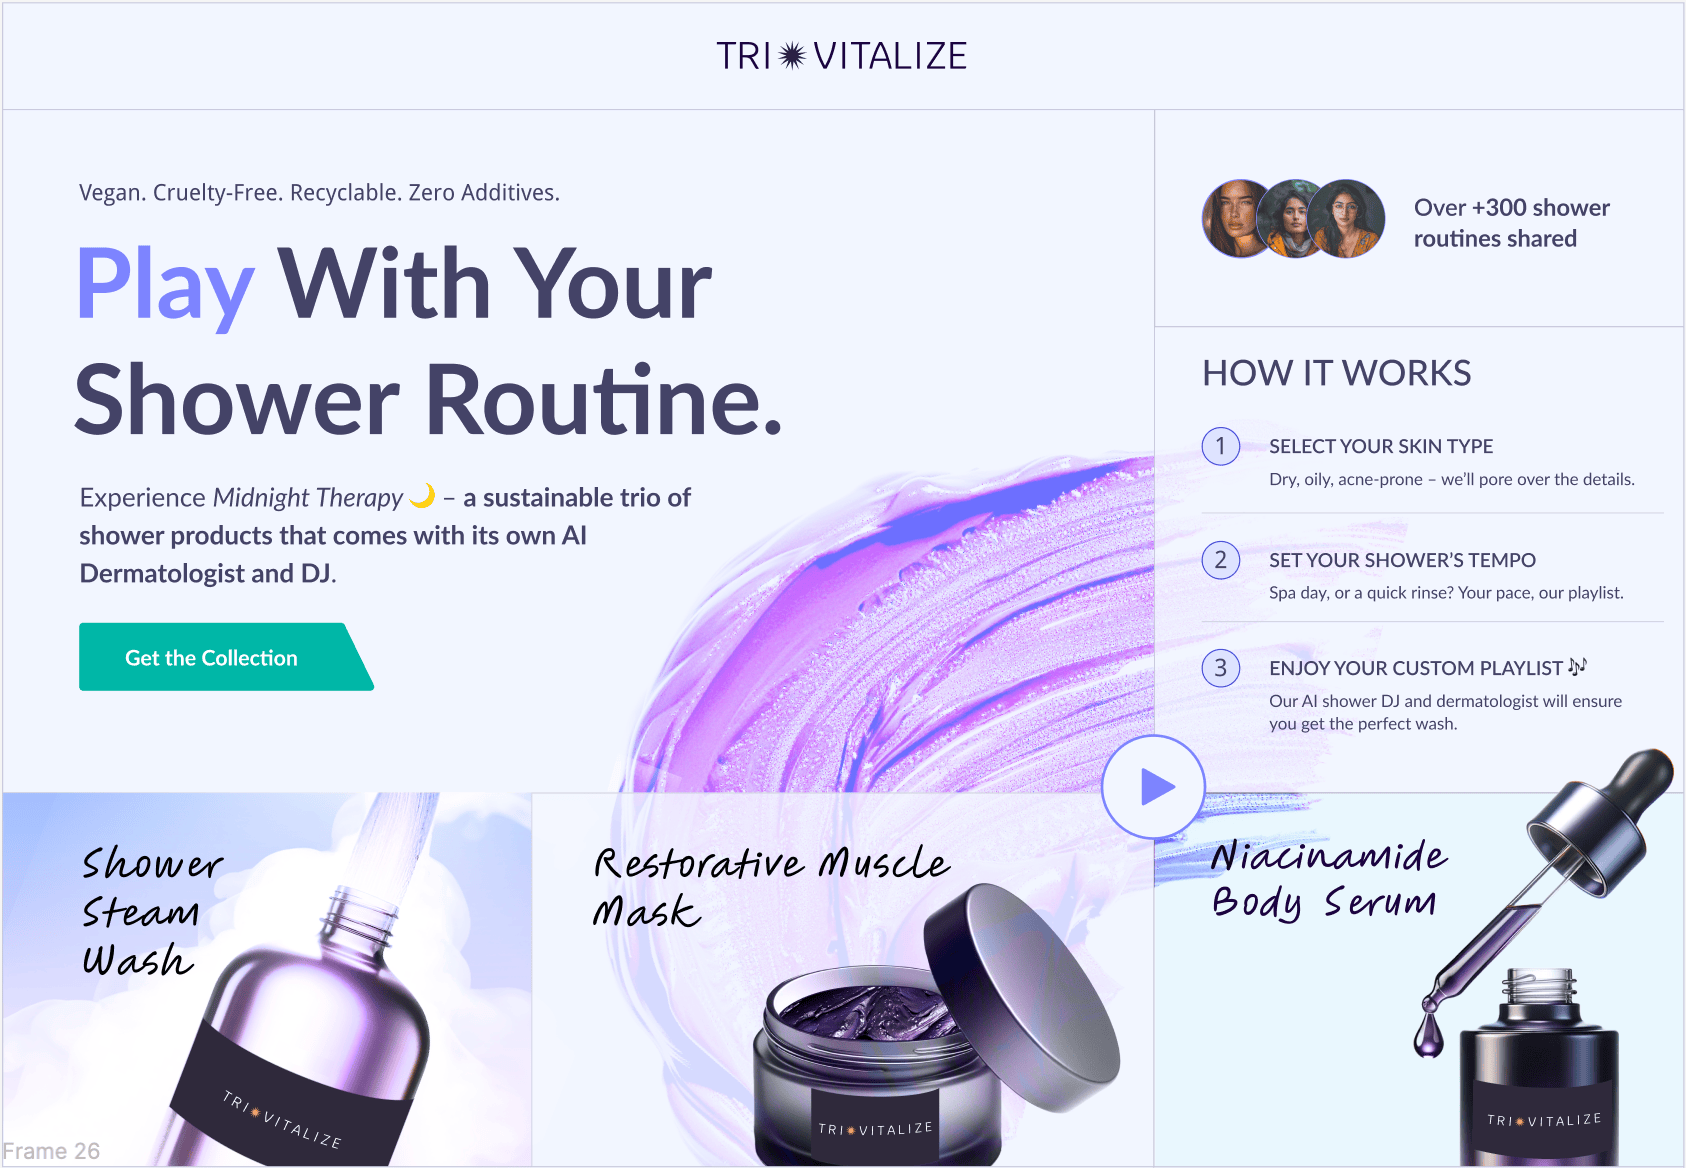 TRI✹VITALIZE
Vegan. Cruelty-Free. Recyclable. Zero Additives.
Play With Your
Shower Routine.
Experience Midnight Therapy 🌙 – a sustainable trio of
shower products that comes with its own AI
Dermatologist and DJ.
Get the Collection
Over +300 shower
routines shared
HOW IT WORKS
1 SELECT YOUR SKIN TYPE
Dry, oily, acne-prone – we’ll pore over the details.
2 SET YOUR SHOWER’S TEMPO
Spa day, or a quick rinse? Your pace, our playlist.
3 ENJOY YOUR CUSTOM PLAYLIST 🎶
Our AI shower DJ and dermatologist will ensure
you get the perfect wash.
Shower
Steam
Wash
TRI✹VITALIZE
Restorative Muscle
Mask
TRI✹VITALIZE
Niacinamide
Body Serum
TRI✹VITALIZE
Frame 26